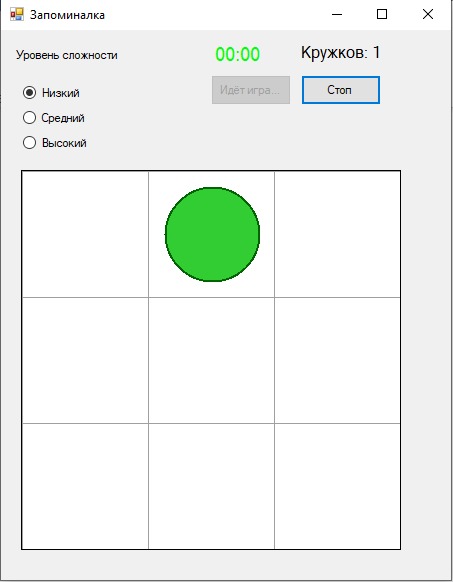 Запоминалка
Уровень сложности
00:00
Кружков: 1
Идёт игра...
Стоп
Низкий
Средний
Высокий